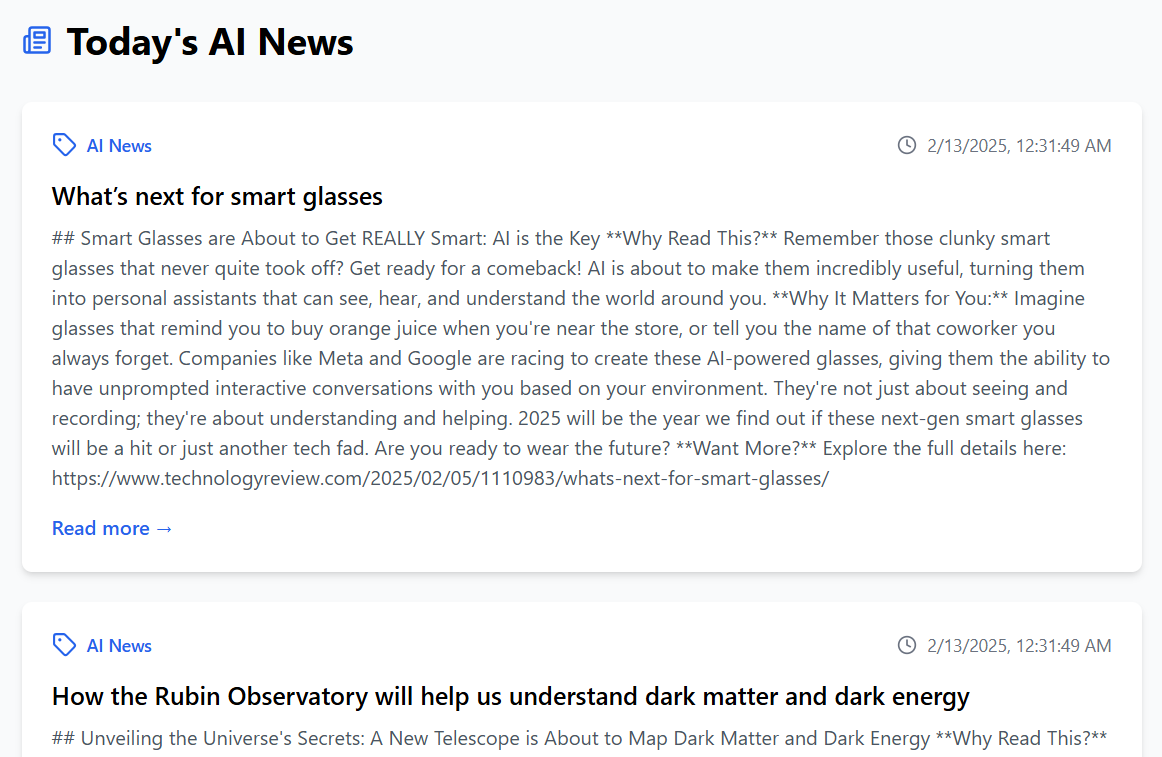 Today's AI News
AI News
2/13/2025, 12:31:49 AM
What’s next for smart glasses
## Smart Glasses are About to Get REALLY Smart: AI is the Key **Why Read This?** Remember those clunky smart
glasses that never quite took off? Get ready for a comeback! AI is about to make them incredibly useful, turning them
into personal assistants that can see, hear, and understand the world around you. **Why It Matters for You:** Imagine
glasses that remind you to buy orange juice when you're near the store, or tell you the name of that coworker you
always forget. Companies like Meta and Google are racing to create these AI-powered glasses, giving them the ability to
have unprompted interactive conversations with you based on your environment. They're not just about seeing and
recording; they're about understanding and helping. 2025 will be the year we find out if these next-gen smart glasses
will be a hit or just another tech fad. Are you ready to wear the future? **Want More?** Explore the full details here:
https://www.technologyreview.com/2025/02/05/1110983/whats-next-for-smart-glasses/
Read more →
AI News
2/13/2025, 12:31:49 AM
How the Rubin Observatory will help us understand dark matter and dark energy
## Unveiling the Universe's Secrets: A New Telescope is About to Map Dark Matter and Dark Energy **Why Read This?**